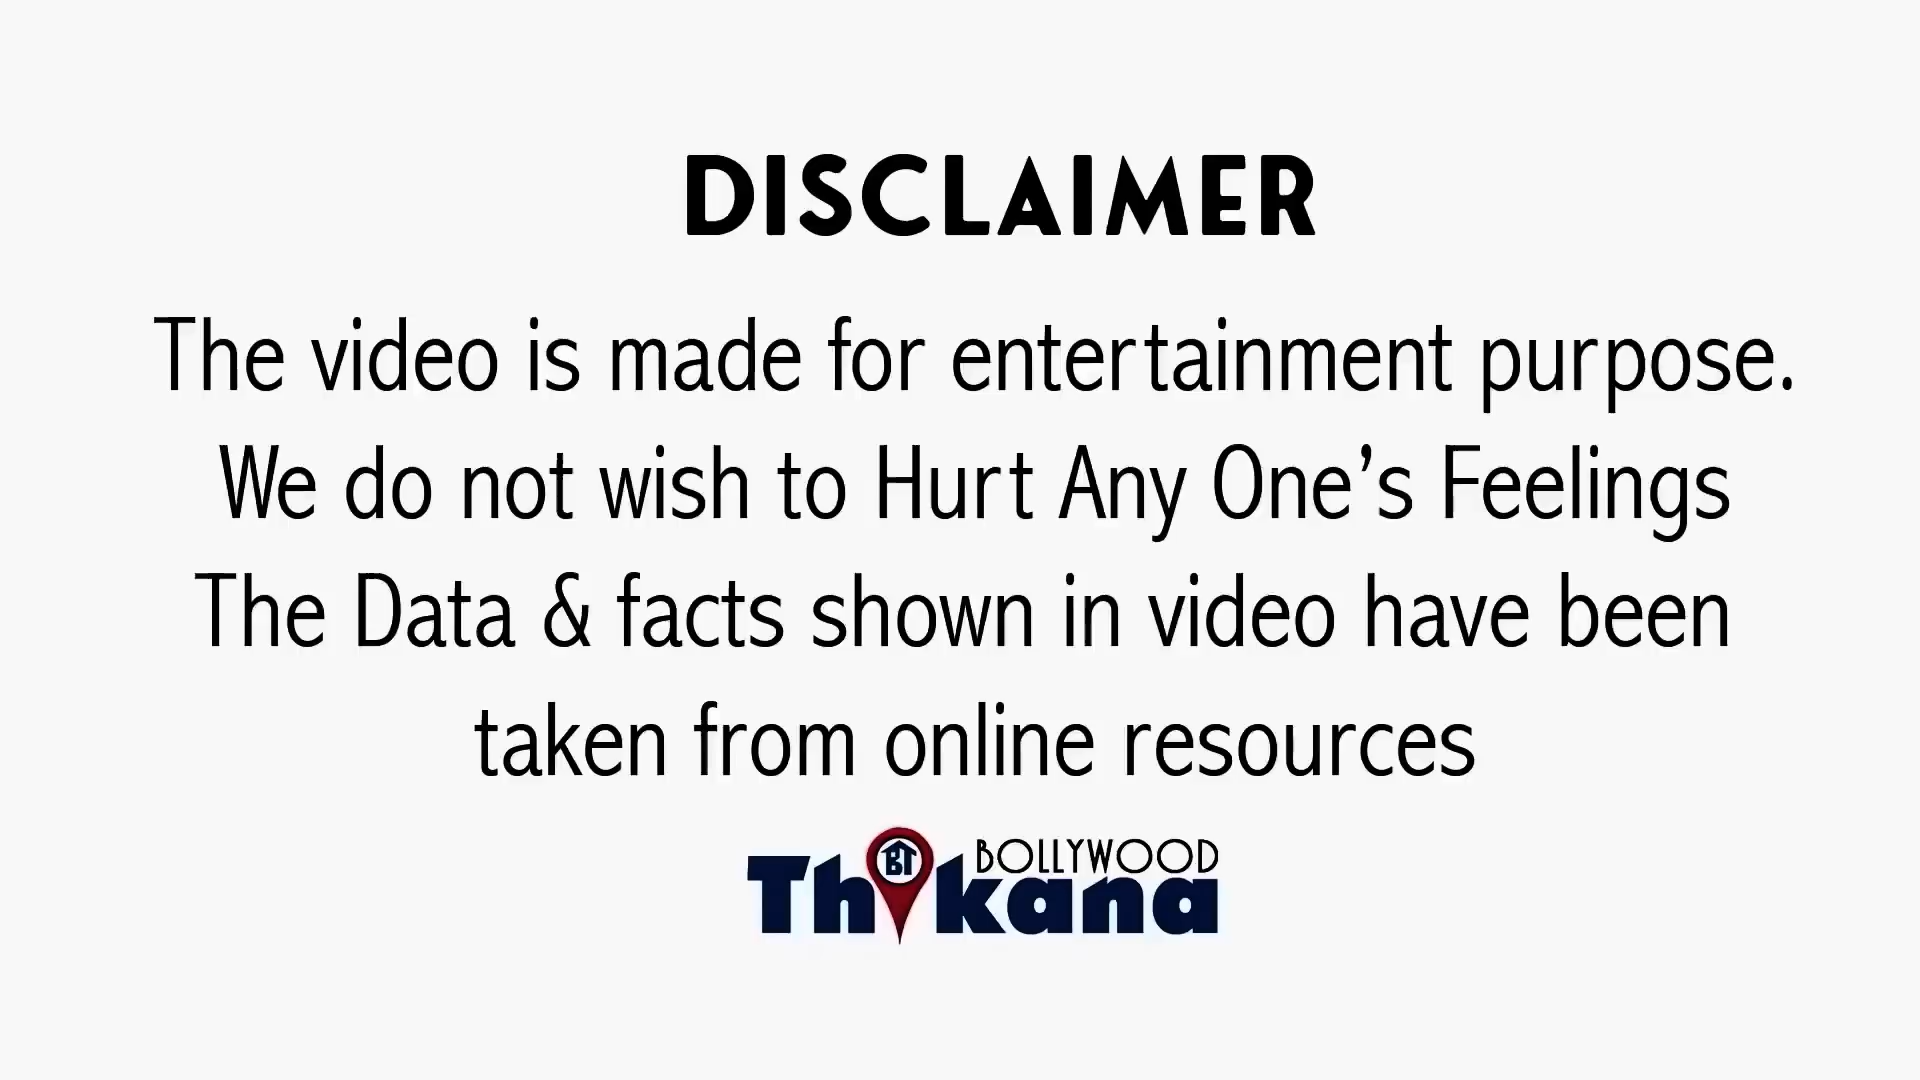 DISCLAIMER
The video is made for entertainment purpose.
We do not wish to Hurt Any One’s Feelings
The Data & facts shown in video have been
taken from online resources
BOLLYWOOD
BT
Thikana